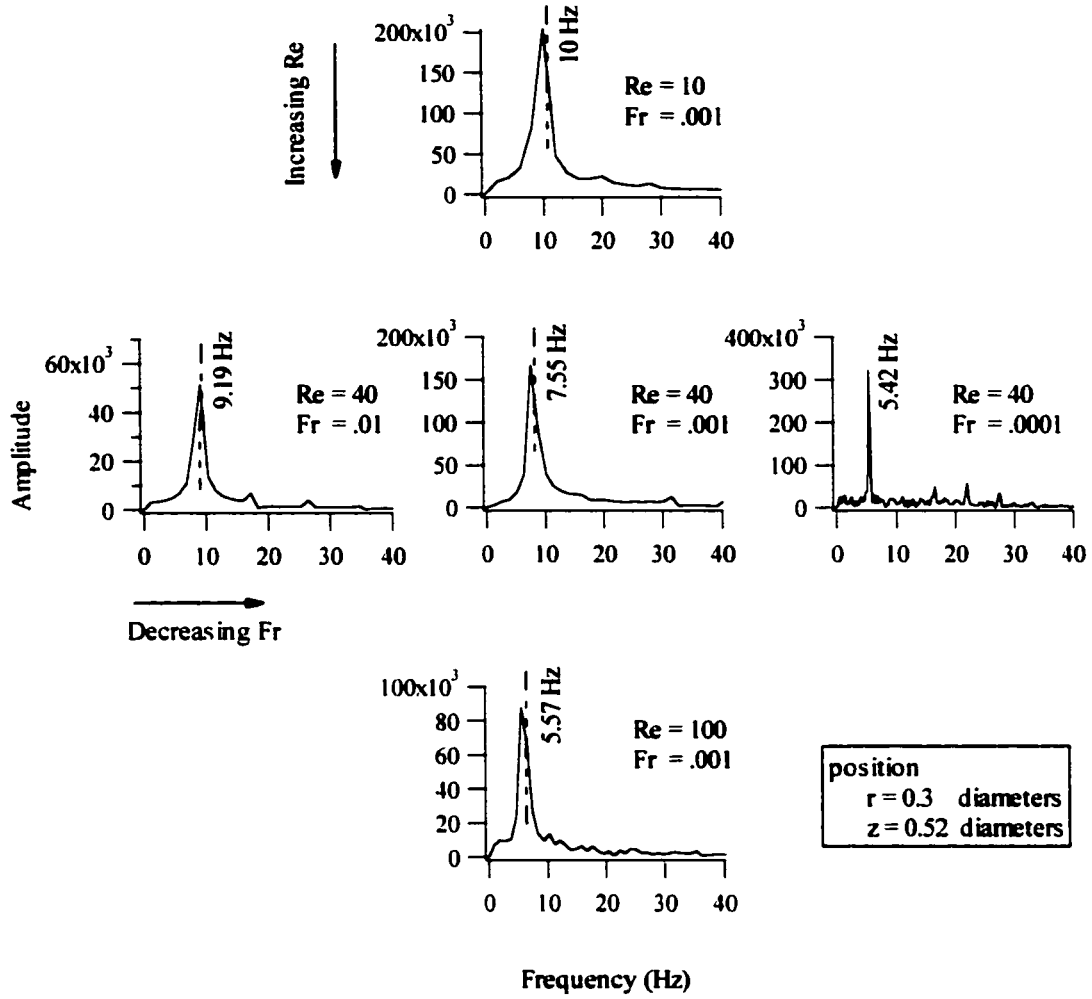 Increasing Re
200x10³
150
100
50
0
10 Hz
Re = 10
Fr = .001
0 10 20 30 40
Amplitude
60x10³
40
20
0
9.19 Hz
Re = 40
Fr = .01
0 10 20 30 40
200x10³
150
100
50
0
7.55 Hz
Re = 40
Fr = .001
0 10 20 30 40
400x10³
300
200
100
0
5.42 Hz
Re = 40
Fr = .0001
0 10 20 30 40
Decreasing Fr
100x10³
80
60
40
20
0
5.57 Hz
Re = 100
Fr = .001
0 10 20 30 40
position
r = 0.3 diameters
z = 0.52 diameters
Frequency (Hz)